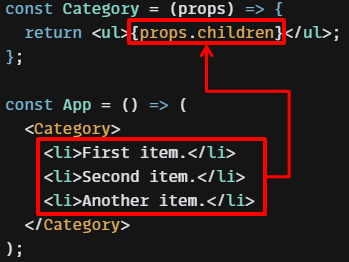 const Category = (props) => {
  return <ul>{props.children}</ul>;
};

const App = () => (
  <Category>
    <li>First item.</li>
    <li>Second item.</li>
    <li>Another item.</li>
  </Category>
);